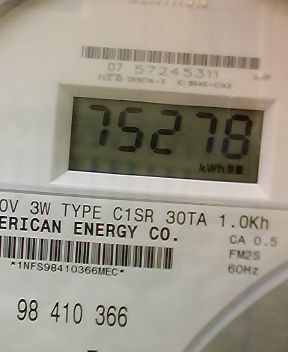 CENTRON
07 57245311
75278
kWh
0V 3W TYPE C1SR 30TA 1.0Kh
ERICAN ENERGY CO.
CA 0.5
FM2S
60Hz
*1NFS98410366MEC*
98 410 366